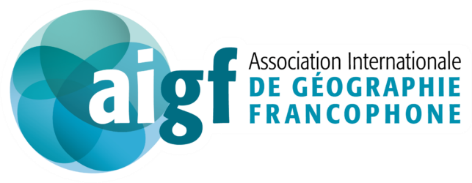 aigf
Association Internationale
DE GÉOGRAPHIE
FRANCOPHONE